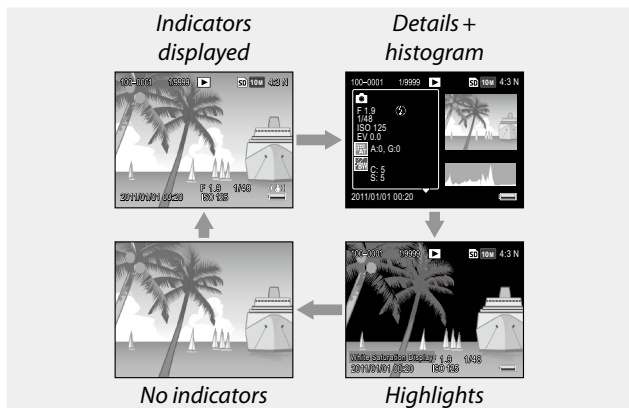 Indicators displayed
Details + histogram
100-0001 1/9999 SD 10M 4:3 N
F 1.9 1/48
2011/01/01 00:20 ISO 125
100-0001 1/9999 SD 10M 4:3 N
F 1.9
1/48
ISO 125
EV 0.0
A:0, G:0
C: 5
S: 5
2011/01/01 00:20
100-0001 1/9999 SD 10M 4:3 N
White Saturation Display F 1.9 1/48
2011/01/01 00:20 ISO 125
No indicators
Highlights